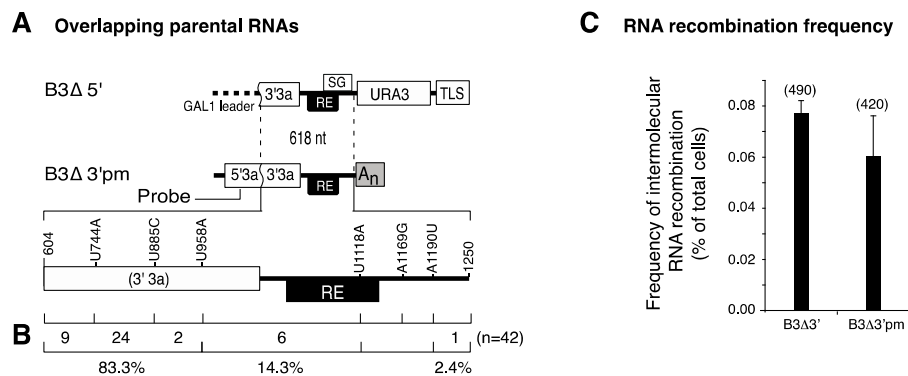 A Overlapping parental RNAs
B3Δ 5'
GAL1 leader
3'3a
RE
SG
URA3
TLS
618 nt
B3Δ 3'pm
5'3a
3'3a
RE
An
Probe
604
U744A
U885C
U958A
U1118A
A1169G
A1190U
1250
(3' 3a)
RE
B
9 24 2 6 1 (n=42)
83.3% 14.3% 2.4%
C RNA recombination frequency
Frequency of intermolecular
RNA recombination
(% of total cells)
0.08
0.06
0.04
0.02
0.00
(490)
(420)
B3Δ3'
B3Δ3'pm